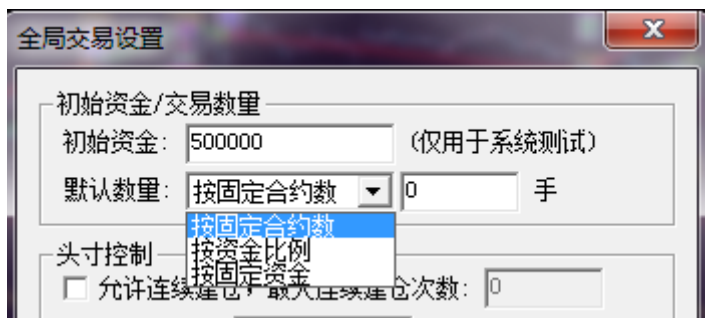 全局交易设置
初始资金/交易数量
初始资金: 500000 (仅用于系统测试)
默认数量: 按固定合约数 0 手
按固定合约数
按资金比例
按固定资金
头寸控制
允许连续建仓, 最大连续建仓次数: 0